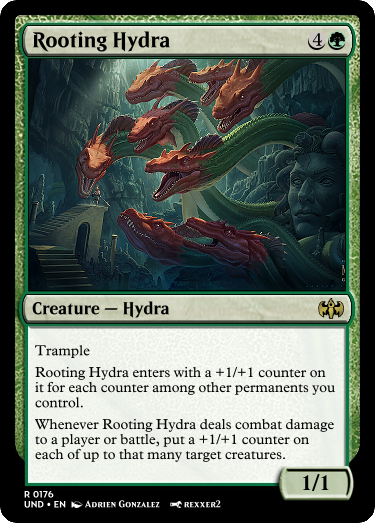 Rooting Hydra 4
Creature — Hydra
Trample
Rooting Hydra enters with a +1/+1 counter on
it for each counter among other permanents you
control.
Whenever Rooting Hydra deals combat damage
to a player or battle, put a +1/+1 counter on
each of up to that many target creatures.
1/1
R 0176
UND • EN ADRIEN GONZALEZ REXXER2